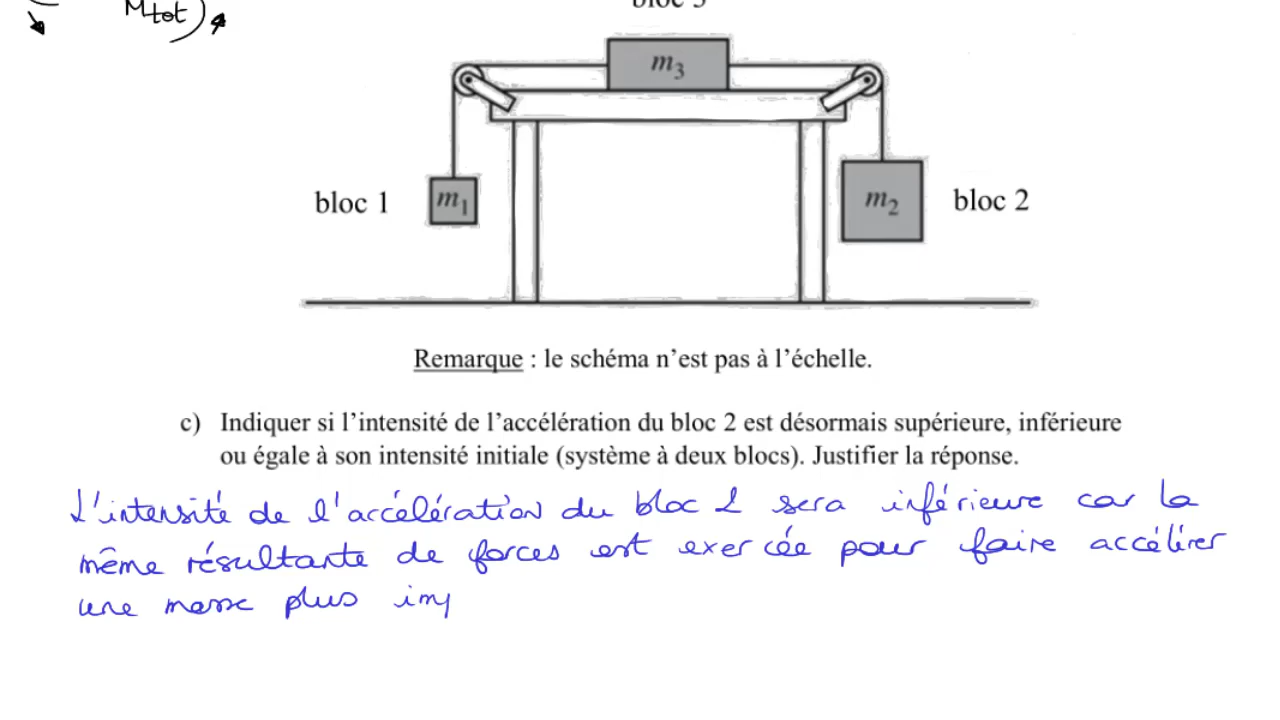 Mtot)
bloc 3
m3
bloc 1
m1
m2
bloc 2
Remarque : le schéma n'est pas à l'échelle.
c) Indiquer si l'intensité de l'accélération du bloc 2 est désormais supérieure, inférieure
ou égale à son intensité initiale (système à deux blocs). Justifier la réponse.
L'intensité de l'accélération du bloc 2 sera inférieure car la
même résultante de forces est exercée pour faire accélérer
une masse plus imp